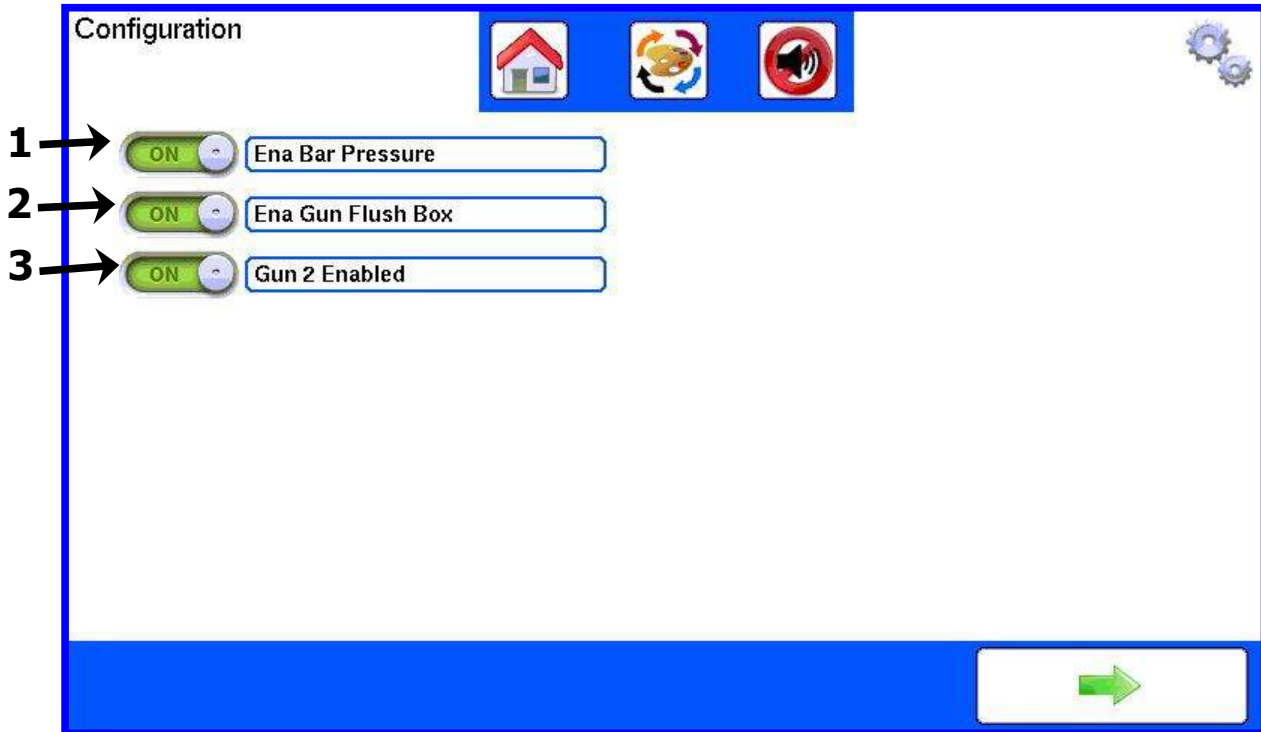 Configuration
1 ON Ena Bar Pressure
2 ON Ena Gun Flush Box
3 ON Gun 2 Enabled